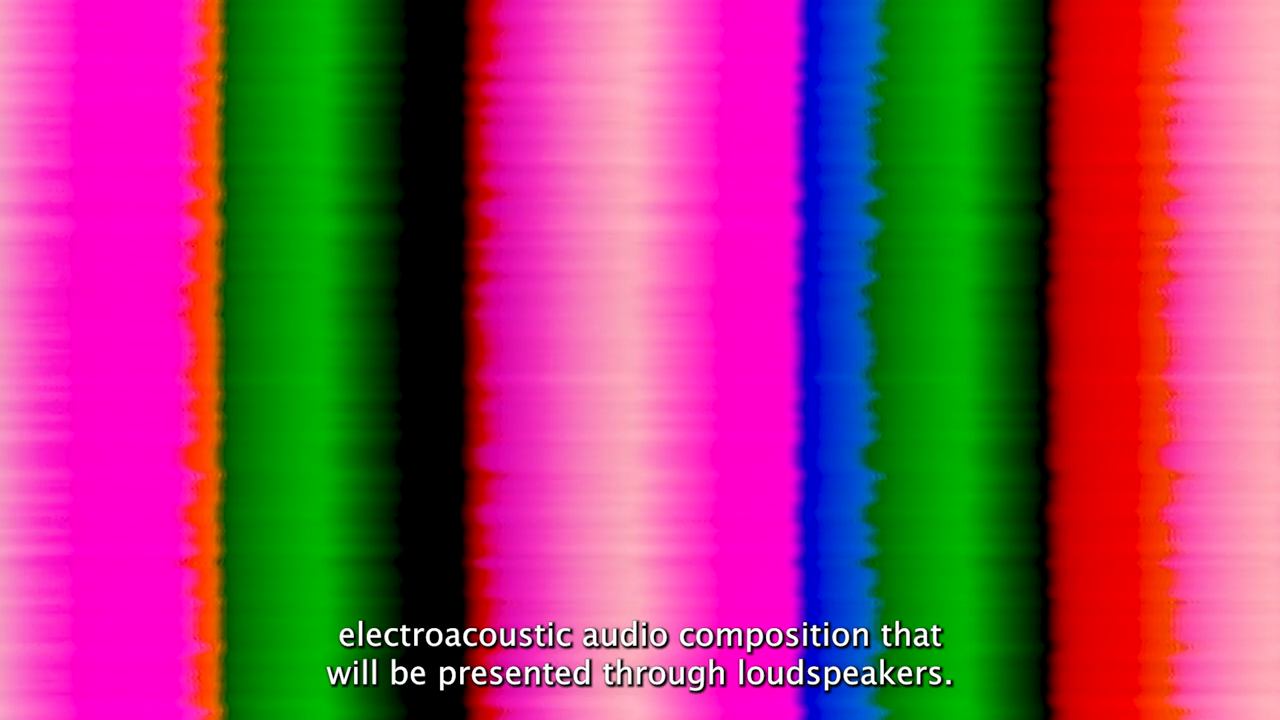 electroacoustic audio composition that
will be presented through loudspeakers.